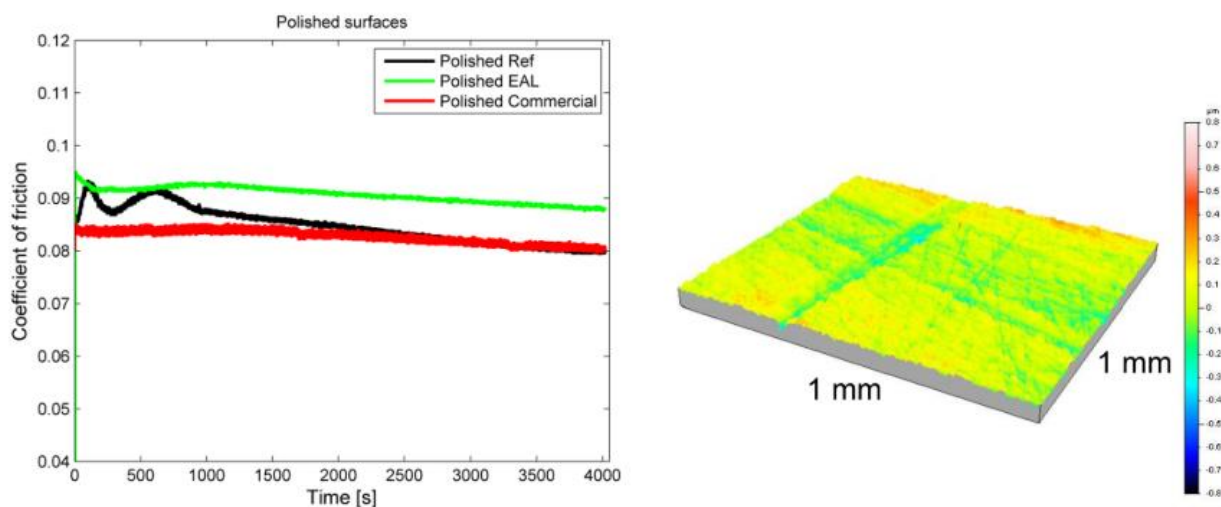 Polished surfaces
0.12
0.11
0.1
0.09
0.08
0.07
0.06
0.05
0.04
Coefficient of friction
Polished Ref
Polished EAL
Polished Commercial
0 500 1000 1500 2000 2500 3000 3500 4000
Time [s]
1 mm
1 mm
µm
0.8
0.7
0.6
0.5
0.4
0.3
0.2
0.1
0
-0.1
-0.2
-0.3
-0.4
-0.5
-0.6
-0.7
-0.8